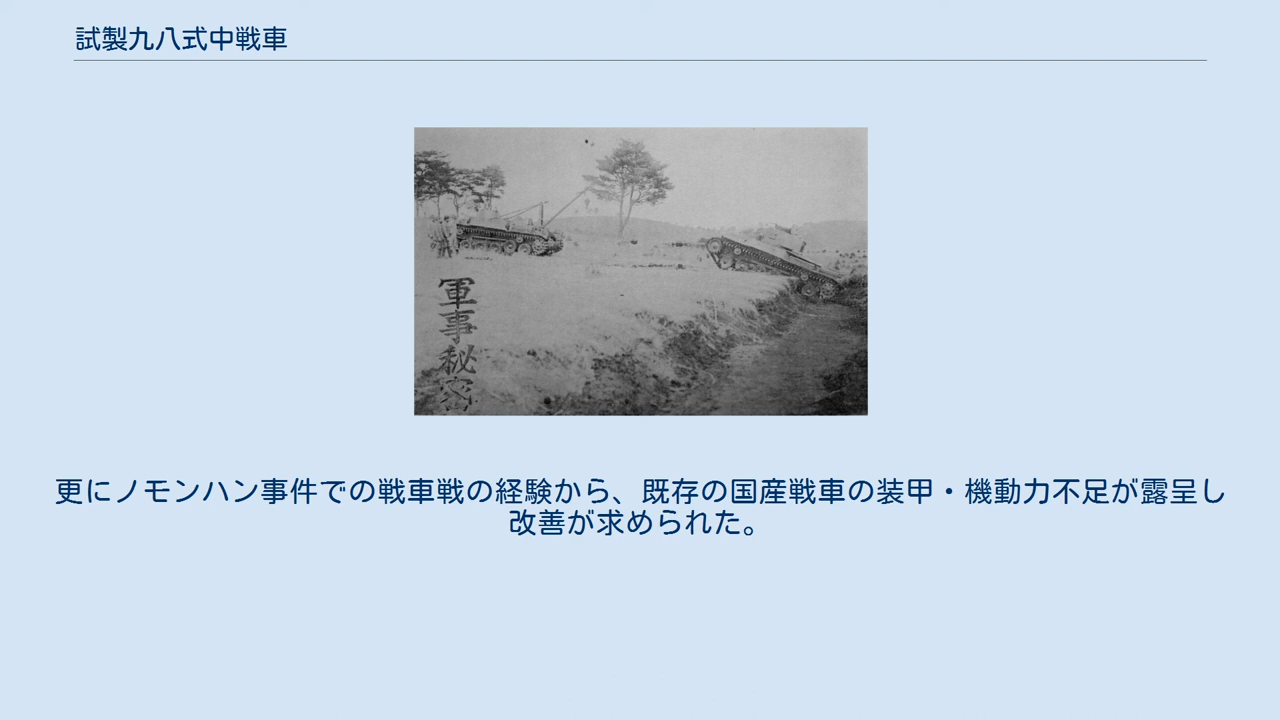 試製九八式中戦車
軍事秘密
更にノモンハン事件での戦車戦の経験から、既存の国産戦車の装甲・機動力不足が露呈し
改善が求められた。